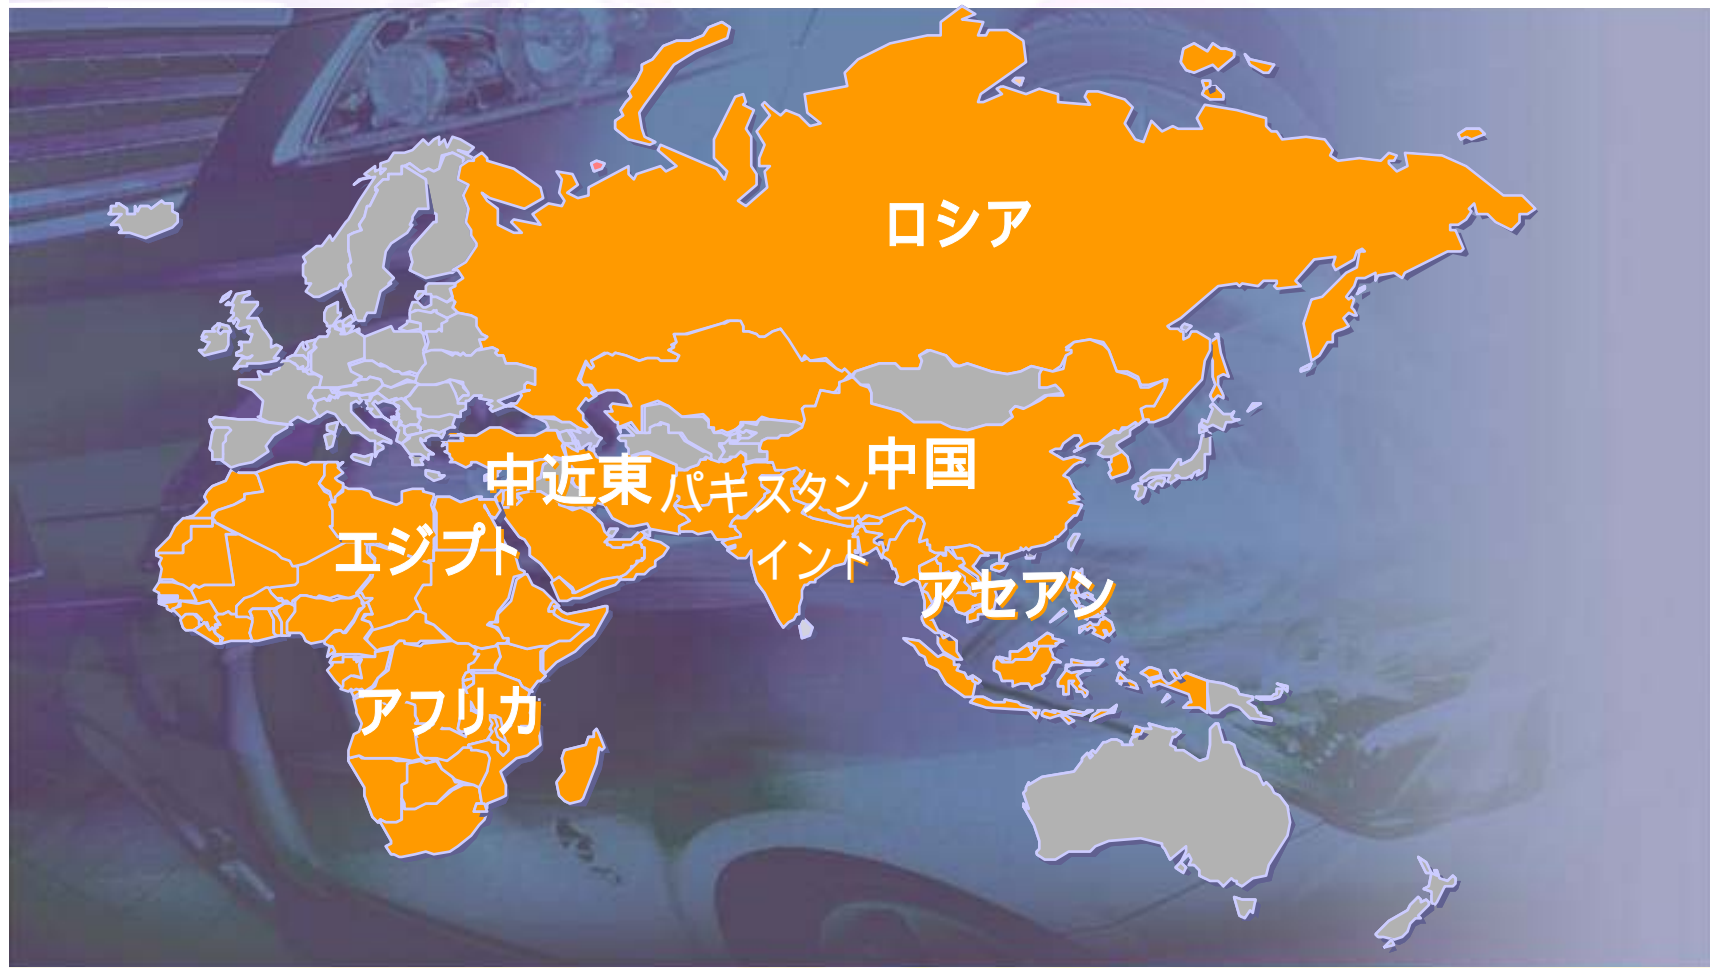 ロシア
中国
中近東
パキスタン
エジプト
インド
アセアン
アフリカ